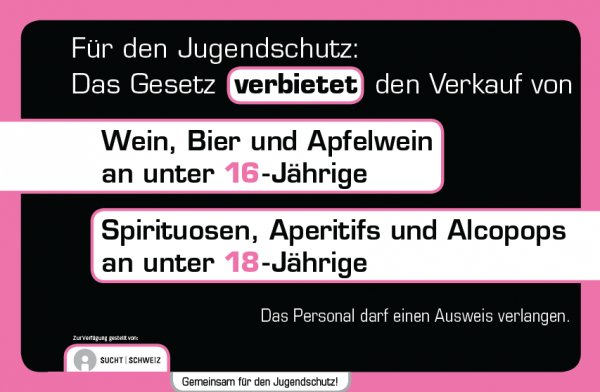 Für den Jugendschutz:
Das Gesetz verbietet den Verkauf von
Wein, Bier und Apfelwein
an unter 16-Jährige
Spirituosen, Aperitifs und Alcopops
an unter 18-Jährige
Das Personal darf einen Ausweis verlangen.
Zur Verfügung gestellt von:
SUCHT | SCHWEIZ
Gemeinsam für den Jugendschutz!